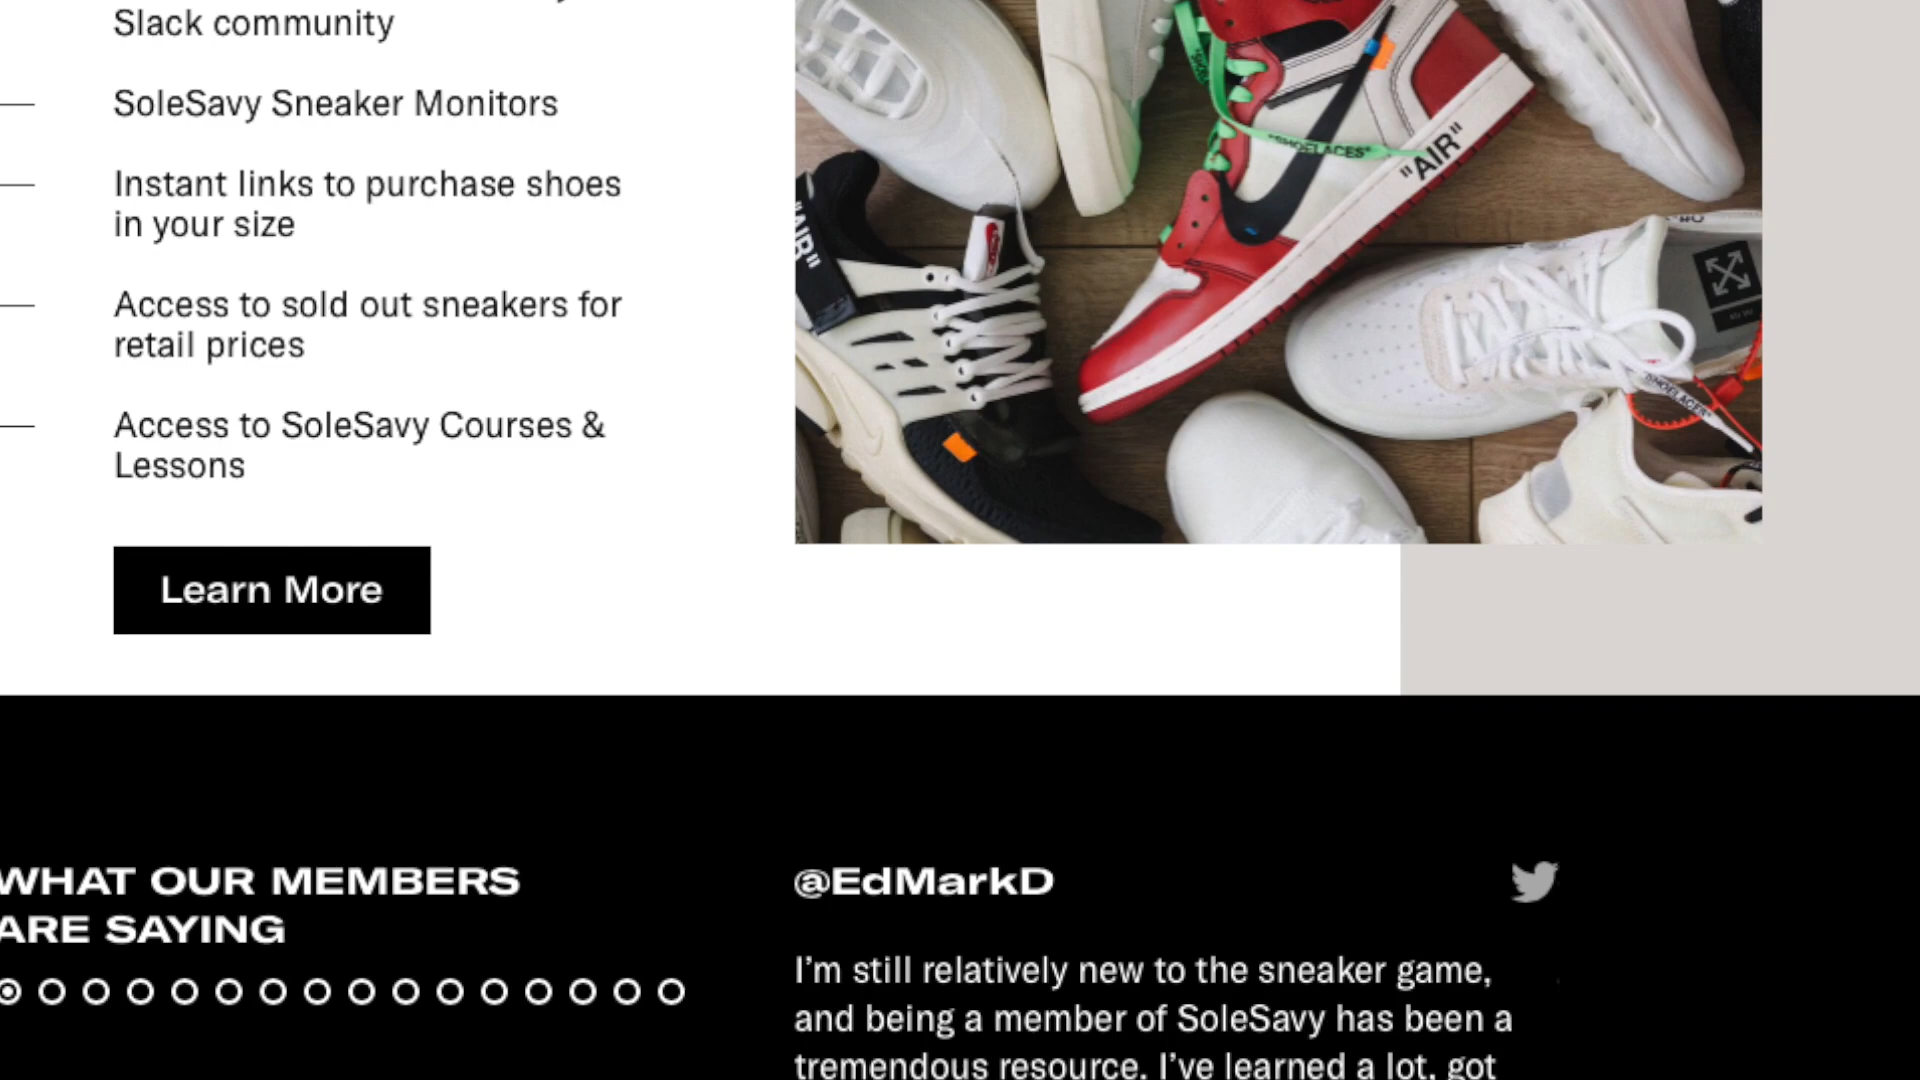 Slack community
SoleSavy Sneaker Monitors
Instant links to purchase shoes
in your size
Access to sold out sneakers for
retail prices
Access to SoleSavy Courses &
Lessons
Learn More
"SHOELACES"
"AIR"
"AIR"
"SHOELACES"
WHAT OUR MEMBERS
ARE SAYING
@EdMarkD
I'm still relatively new to the sneaker game,
and being a member of SoleSavy has been a
tremendous resource. I've learned a lot, got